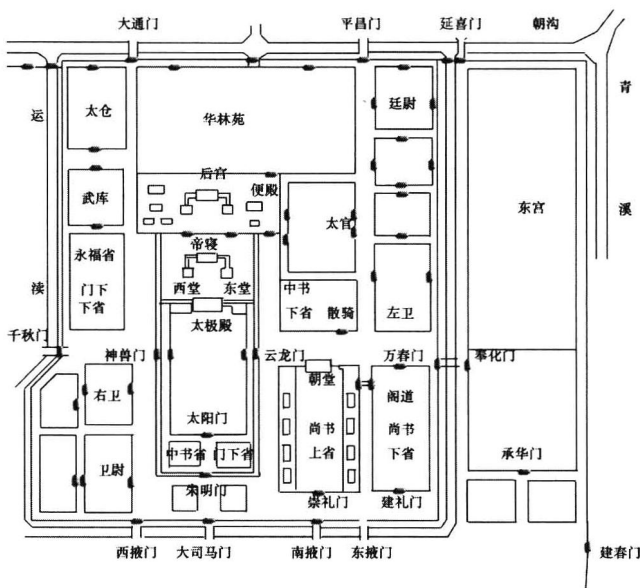 大通门
平昌门
延喜门
朝沟
青
溪
运
渎
太仓
华林苑
廷尉
后宫
便殿
武库
太官
东宫
永福省
门下
下省
帝寝
西堂
东堂
中书
下省
散骑
左卫
太极殿
千秋门
神兽门
云龙门
万春门
奉化门
朝堂
右卫
阁道
尚书
上省
尚书
下省
太阳门
承华门
卫尉
中书省
门下省
朱明门
崇礼门
建礼门
西掖门
大司马门
南掖门
东掖门
建春门